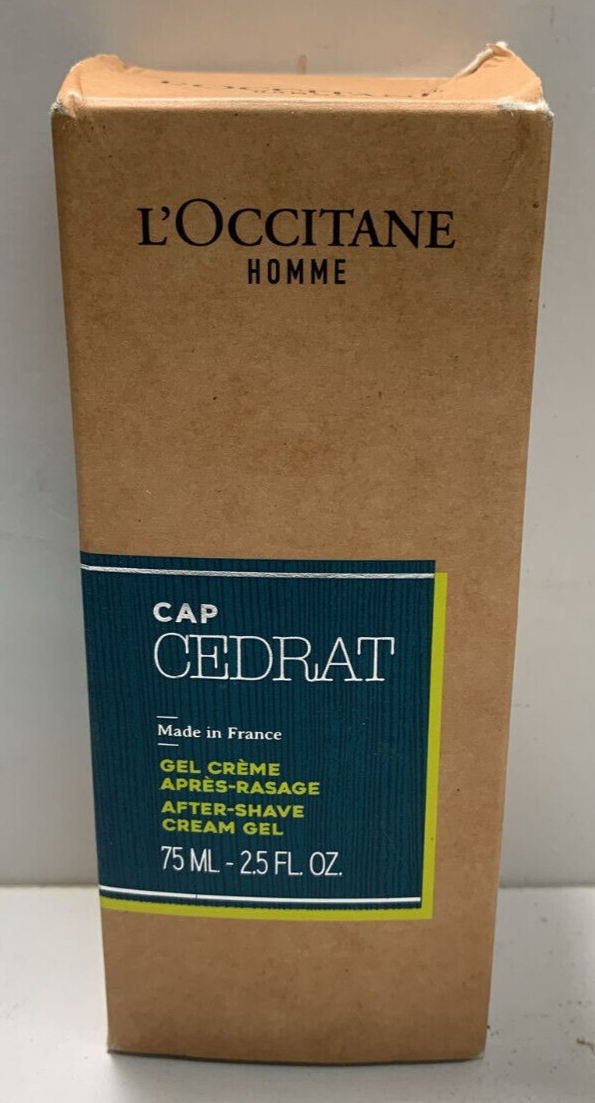 L'OCCITANE
HOMME
CAP
CEDRAT
Made in France
GEL CRÈME
APRÈS-RASAGE
AFTER-SHAVE
CREAM GEL
75 ML - 2.5 FL. OZ.